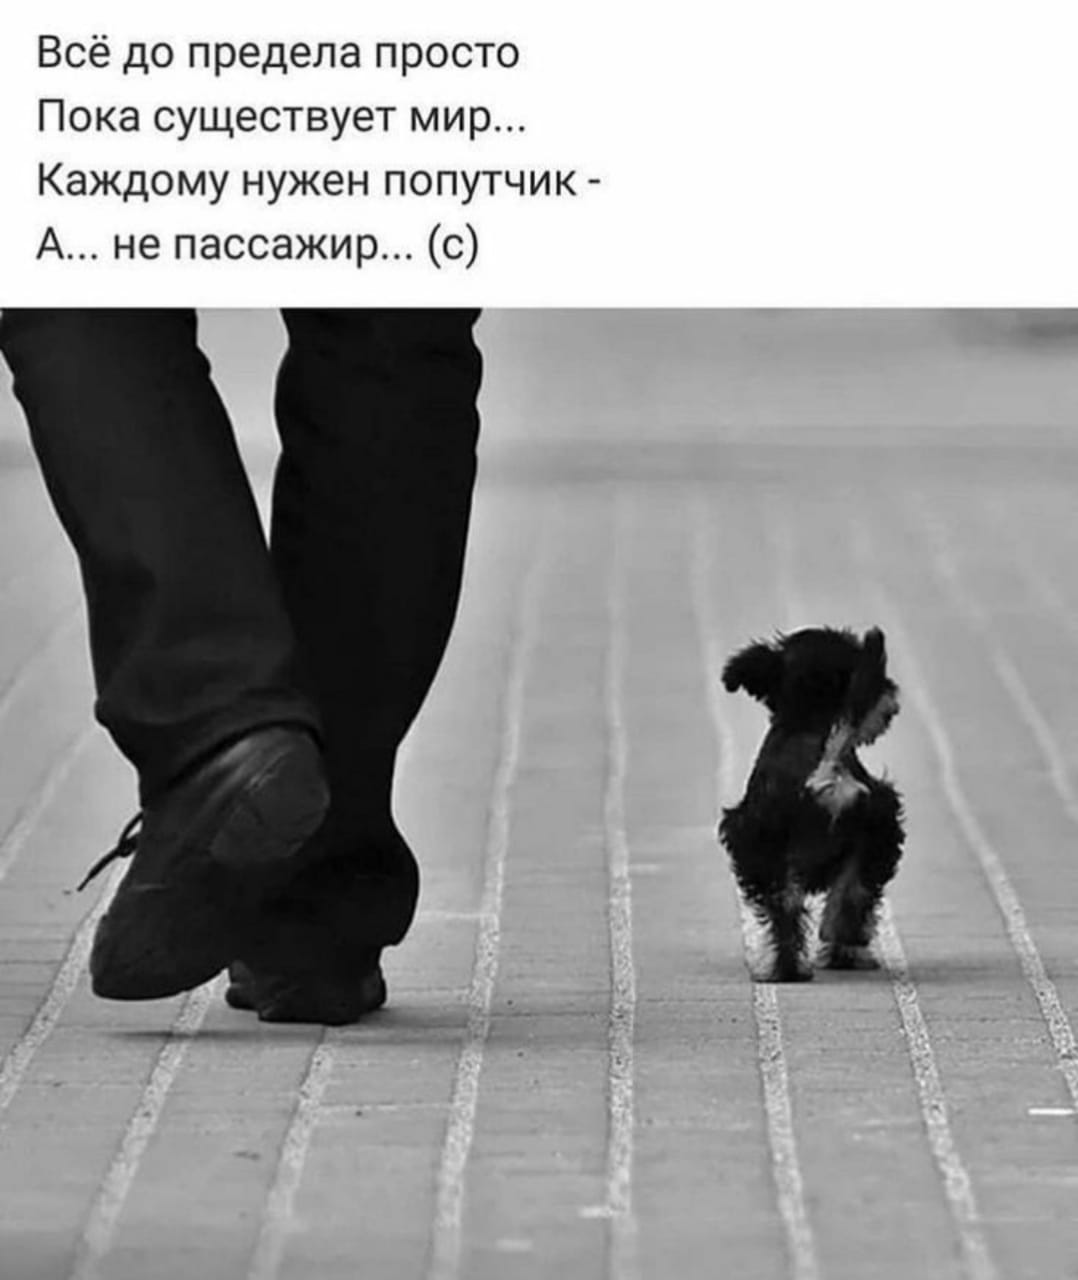 Всё до предела просто
Пока существует мир...
Каждому нужен попутчик -
А... не пассажир... (с)